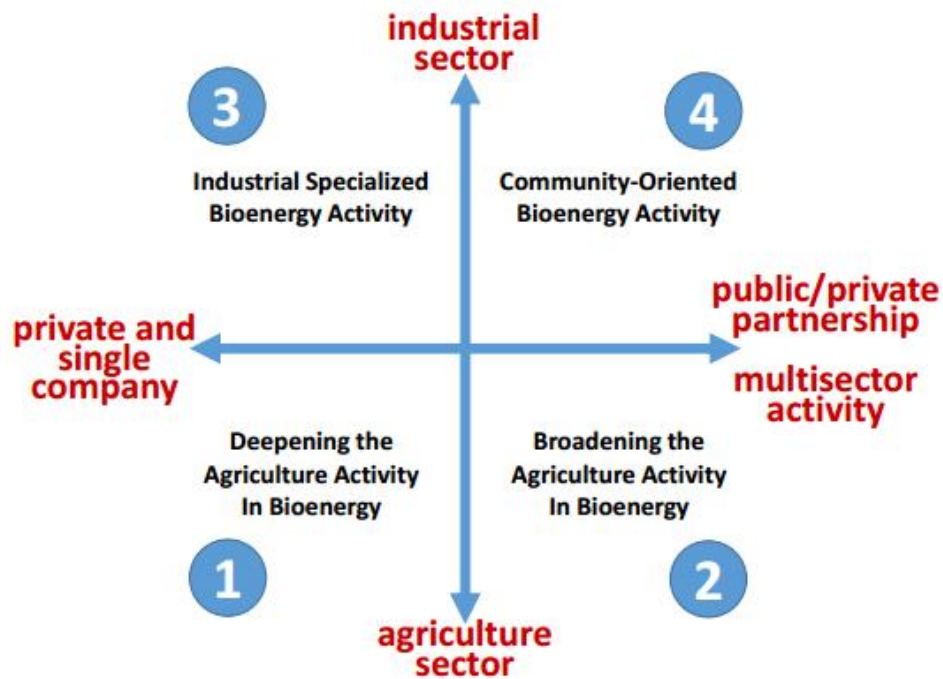 industrial
sector
3
4
Industrial Specialized
Bioenergy Activity
Community-Oriented
Bioenergy Activity
private and
single
company
public/private
partnership
multisector
activity
Deepening the
Agriculture Activity
In Bioenergy
Broadening the
Agriculture Activity
In Bioenergy
1
2
agriculture
sector